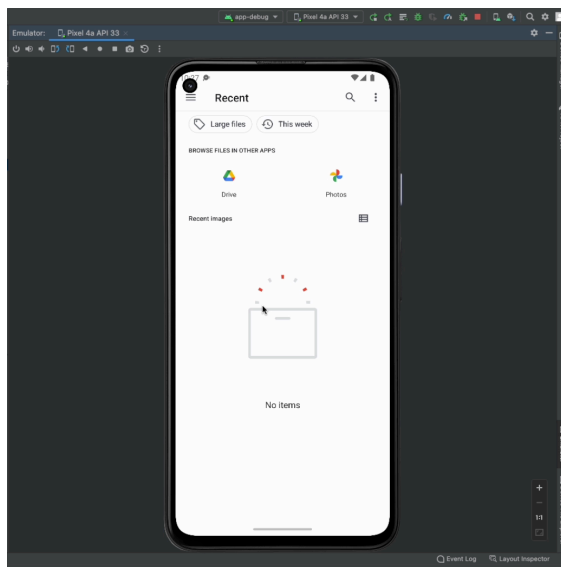 app-debug
Pixel 4a API 33
Emulator:
Pixel 4a API 33
Recent
Large files
This week
BROWSE FILES IN OTHER APPS
Drive
Photos
Recent images
No items
1:1
Event Log
Layout Inspector